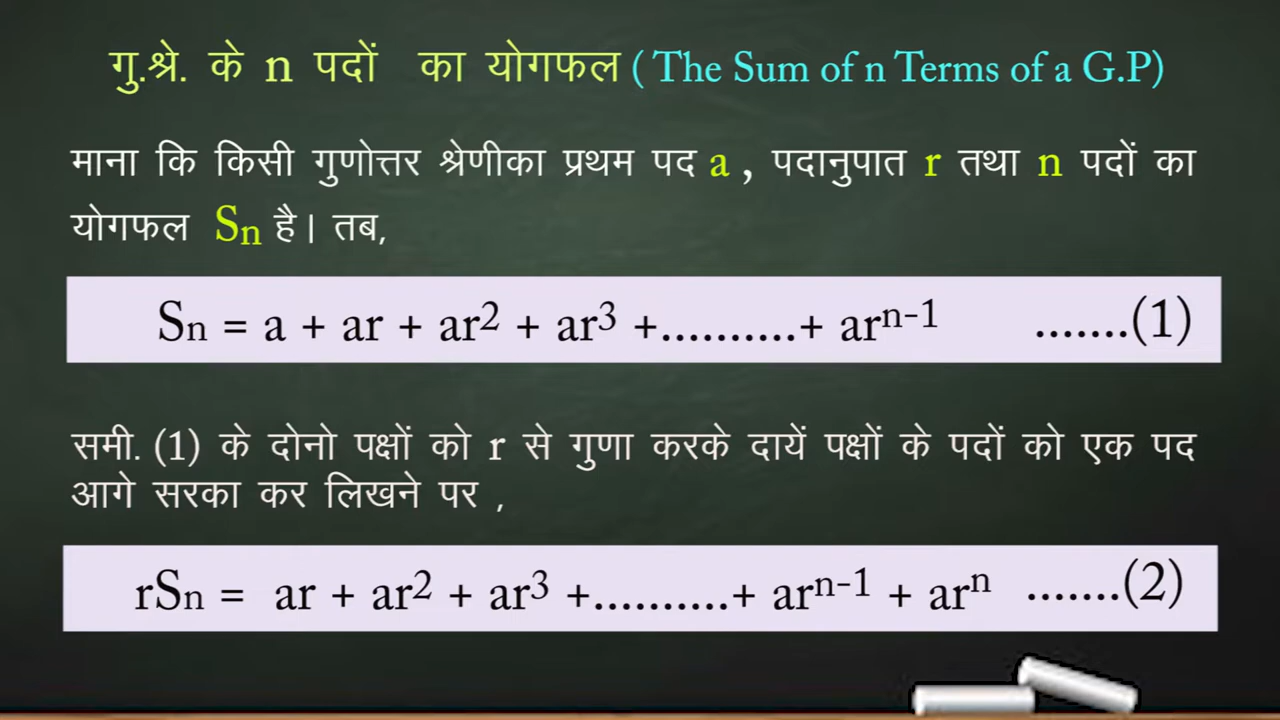 गु.श्रे. के n पदों का योगफल ( The Sum of n Terms of a G.P)
माना कि किसी गुणोत्तर श्रेणीका प्रथम पद a , पदानुपात r तथा n पदों का
योगफल Sn है। तब,
Sn = a + ar + ar² + ar³ +..........+ arⁿ⁻¹ .......(1)
समी. (1) के दोनो पक्षों को r से गुणा करके दायें पक्षों के पदों को एक पद
आगे सरका कर लिखने पर ,
rSn = ar + ar² + ar³ +..........+ arⁿ⁻¹ + arⁿ .......(2)